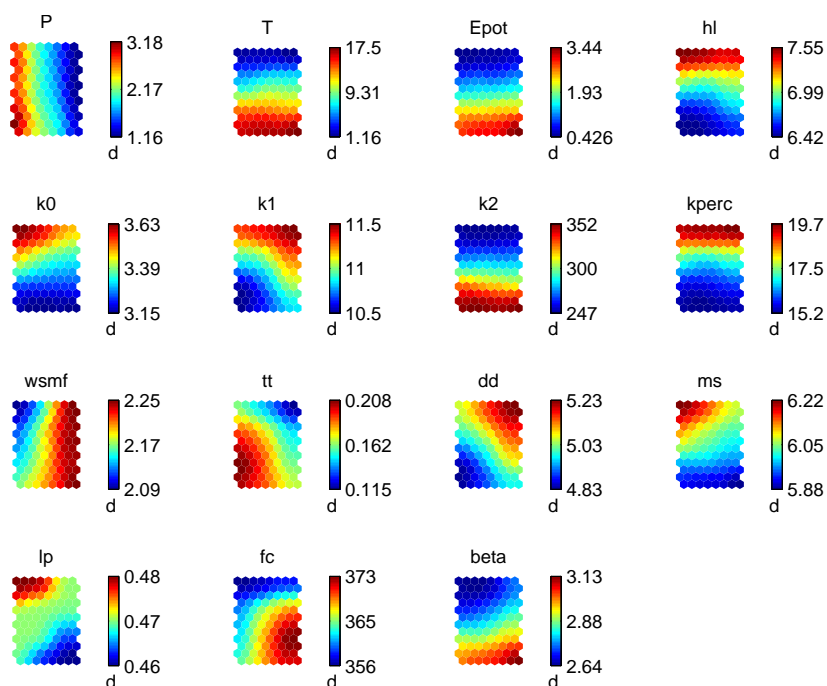 P
3.18
2.17
1.16
d
T
17.5
9.31
1.16
d
Epot
3.44
1.93
0.426
d
hl
7.55
6.99
6.42
d
k0
3.63
3.39
3.15
d
k1
11.5
11
10.5
d
k2
352
300
247
d
kperc
19.7
17.5
15.2
d
wsmf
2.25
2.17
2.09
d
tt
0.208
0.162
0.115
d
dd
5.23
5.03
4.83
d
ms
6.22
6.05
5.88
d
lp
0.48
0.47
0.46
d
fc
373
365
356
d
beta
3.13
2.88
2.64
d